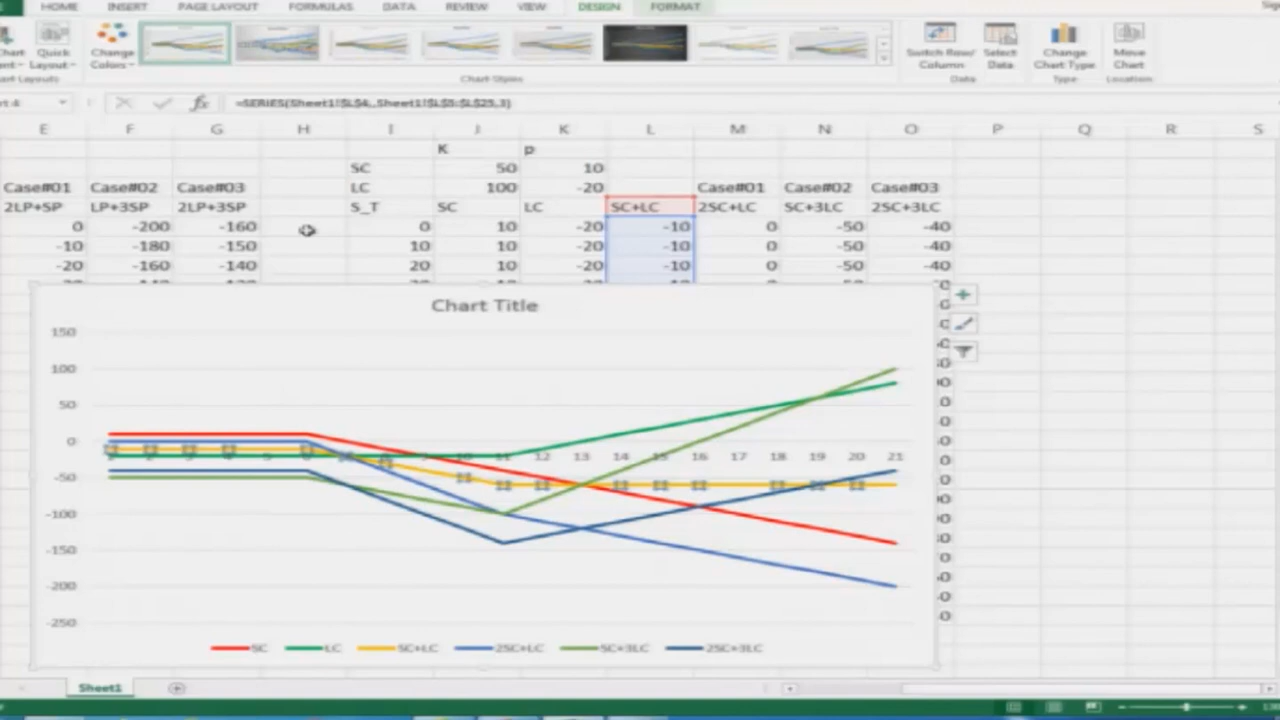 HOME INSERT PAGE LAYOUT FORMULAS DATA REVIEW VIEW DESIGN FORMAT
Quick Layout Change Colors Switch Row/ Column Select Data Change Chart Type Move Chart
Chart Styles Data Type Location
fx =SERIES(Sheet1!$L$4,,Sheet1!$L$5:$L$25,3)
E F G H I J K L M N O P Q R S
K p
SC 50 10
Case#01 Case#02 Case#03 LC 100 -20 Case#01 Case#02 Case#03
2LP+SP LP+3SP 2LP+3SP S_T SC LC SC+LC 2SC+LC SC+3LC 2SC+3LC
0 -200 -160 0 10 -20 -10 0 -50 -40
-10 -180 -150 10 10 -20 -10 0 -50 -40
-20 -160 -140 20 10 -20 -10 0 -50 -40
Chart Title
150
100
50
0
9 10 11 12 13 14 15 16 17 18 19 20 21
-50
-100
-150
-200
-250
SC LC SC+LC 2SC+LC SC+3LC 2SC+3LC
Sheet1